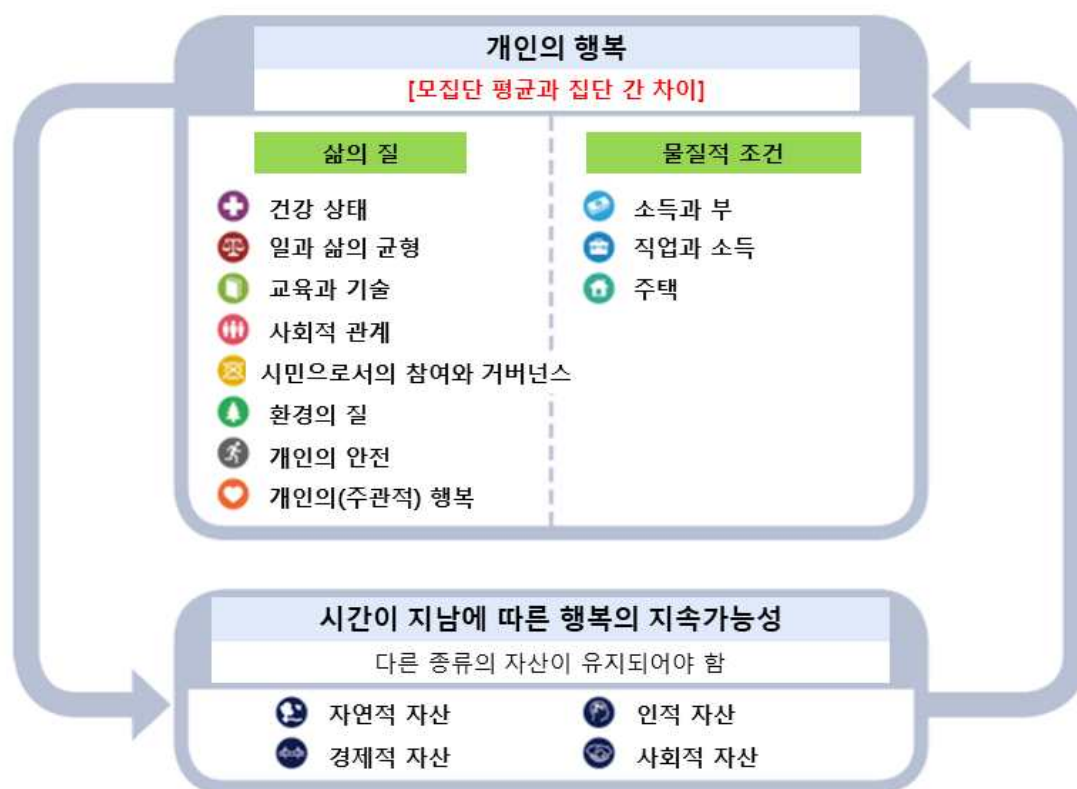 개인의 행복
[모집단 평균과 집단 간 차이]
삶의 질
건강 상태
일과 삶의 균형
교육과 기술
사회적 관계
시민으로서의 참여와 거버넌스
환경의 질
개인의 안전
개인의(주관적) 행복
물질적 조건
소득과 부
직업과 소득
주택
시간이 지남에 따른 행복의 지속가능성
다른 종류의 자산이 유지되어야 함
자연적 자산
인적 자산
경제적 자산
사회적 자산